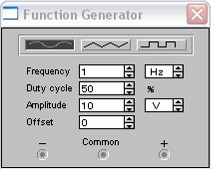 Function Generator
Frequency 1 Hz
Duty cycle 50 %
Amplitude 10 V
Offset 0
− Common +